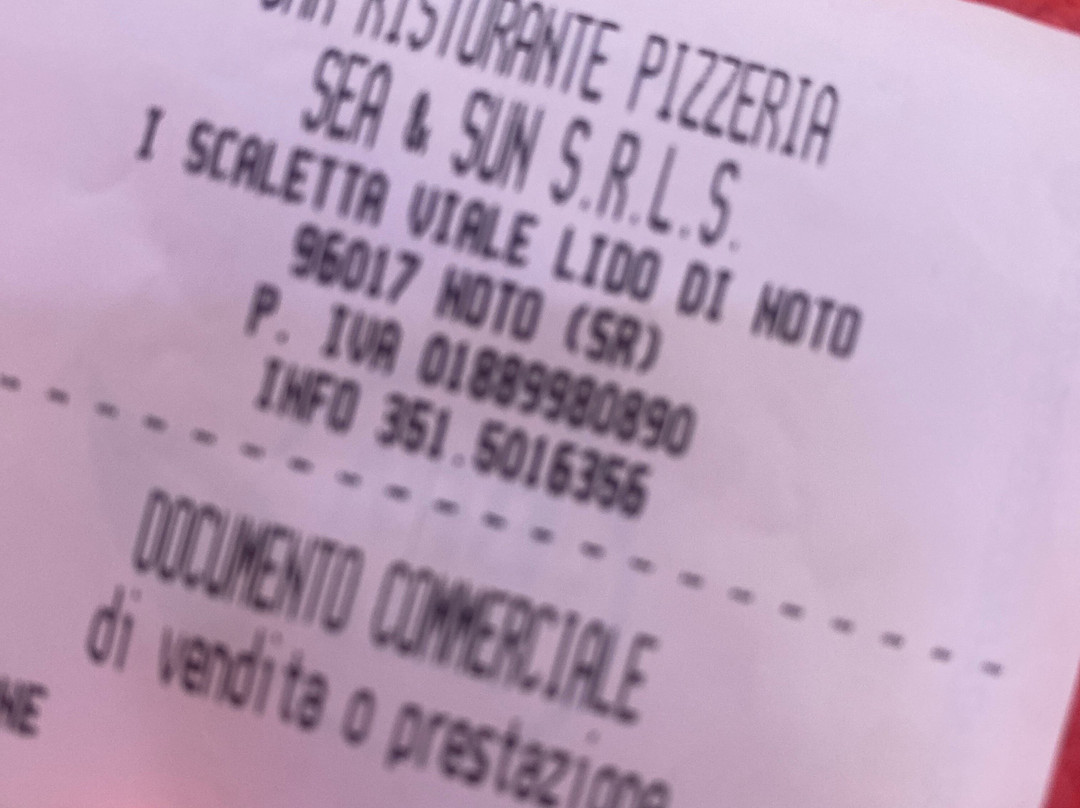 BAR RISTORANTE PIZZERIA
SEA & SUN S.R.L.S.
I SCALETTA VIALE LIDO DI NOTO
96017 NOTO (SR)
P. IVA 01889980890
INFO 351.5016356
DOCUMENTO COMMERCIALE
di vendita o prestazione